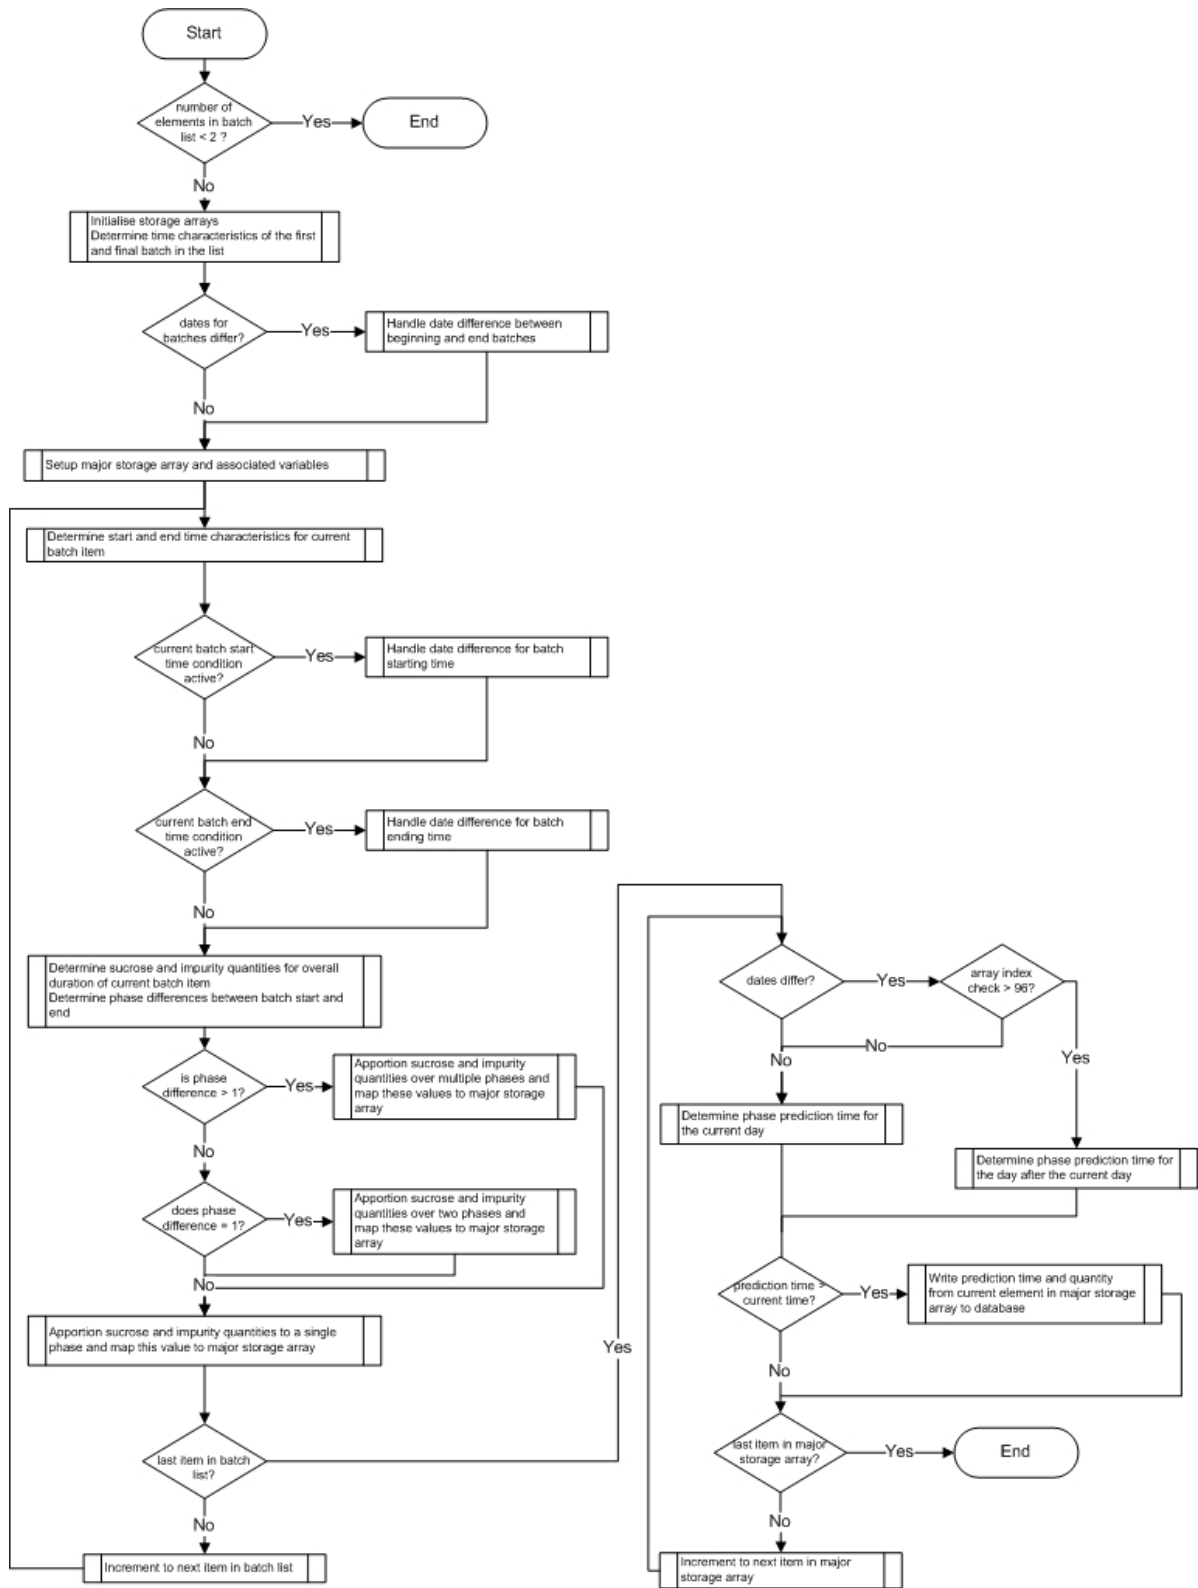 Start
number of
elements in batch
list < 2 ?
Yes
End
No
Initialise storage arrays
Determine time characteristics of the first
and final batch in the list
dates for
batches differ?
Yes
Handle date difference between
beginning and end batches
No
Setup major storage array and associated variables
Determine start and end time characteristics for current
batch item
current batch start
time condition
active?
Yes
Handle date difference for batch
starting time
No
current batch end
time condition
active?
Yes
Handle date difference for batch
ending time
No
Determine sucrose and impurity quantities for overall
duration of current batch item
Determine phase differences between batch start and
end
is phase
difference > 1?
Yes
Apportion sucrose and impurity
quantities over multiple phases and
map these values to major storage
array
No
does phase
difference = 1?
Yes
Apportion sucrose and impurity
quantities over two phases and
map these values to major storage
array
No
Apportion sucrose and impurity quantities to a single
phase and map this value to major storage array
last item in batch
list?
Yes
No
Increment to next item in batch list
dates differ?
Yes
array index
check > 96?
No
No
Yes
Determine phase prediction time for
the current day
Determine phase prediction time for
the day after the current day
prediction time >
current time?
Yes
Write prediction time and quantity
from current element in major storage
array to database
No
last item in major
storage array?
Yes
End
No
Increment to next item in major
storage array